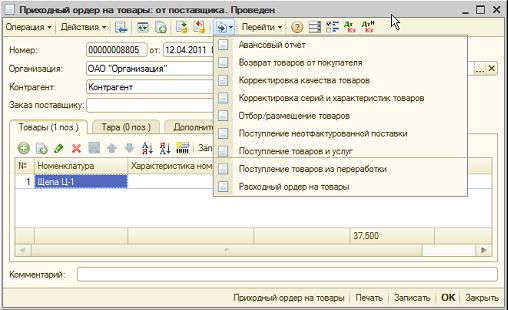 Приходный ордер на товары: от поставщика. Проведен
Операция Действия Перейти
Номер: 00000008805 от: 12.04.2011
Организация: ОАО "Организация"
Контрагент: Контрагент
Заказ поставщику:
Авансовый отчет
Возврат товаров от покупателя
Корректировка качества товаров
Корректировка серий и характеристик товаров
Отбор/размещение товаров
Поступление неотфактурованной поставки
Поступление товаров и услуг
Поступление товаров из переработки
Расходный ордер на товары
Товары (1 поз.) Тара (0 поз.) Дополнит
Зап
№ Номенклатура Характеристика ном
1 Щепа Ц-1
37,500
Комментарий:
Приходный ордер на товары Печать Записать OK Закрыть